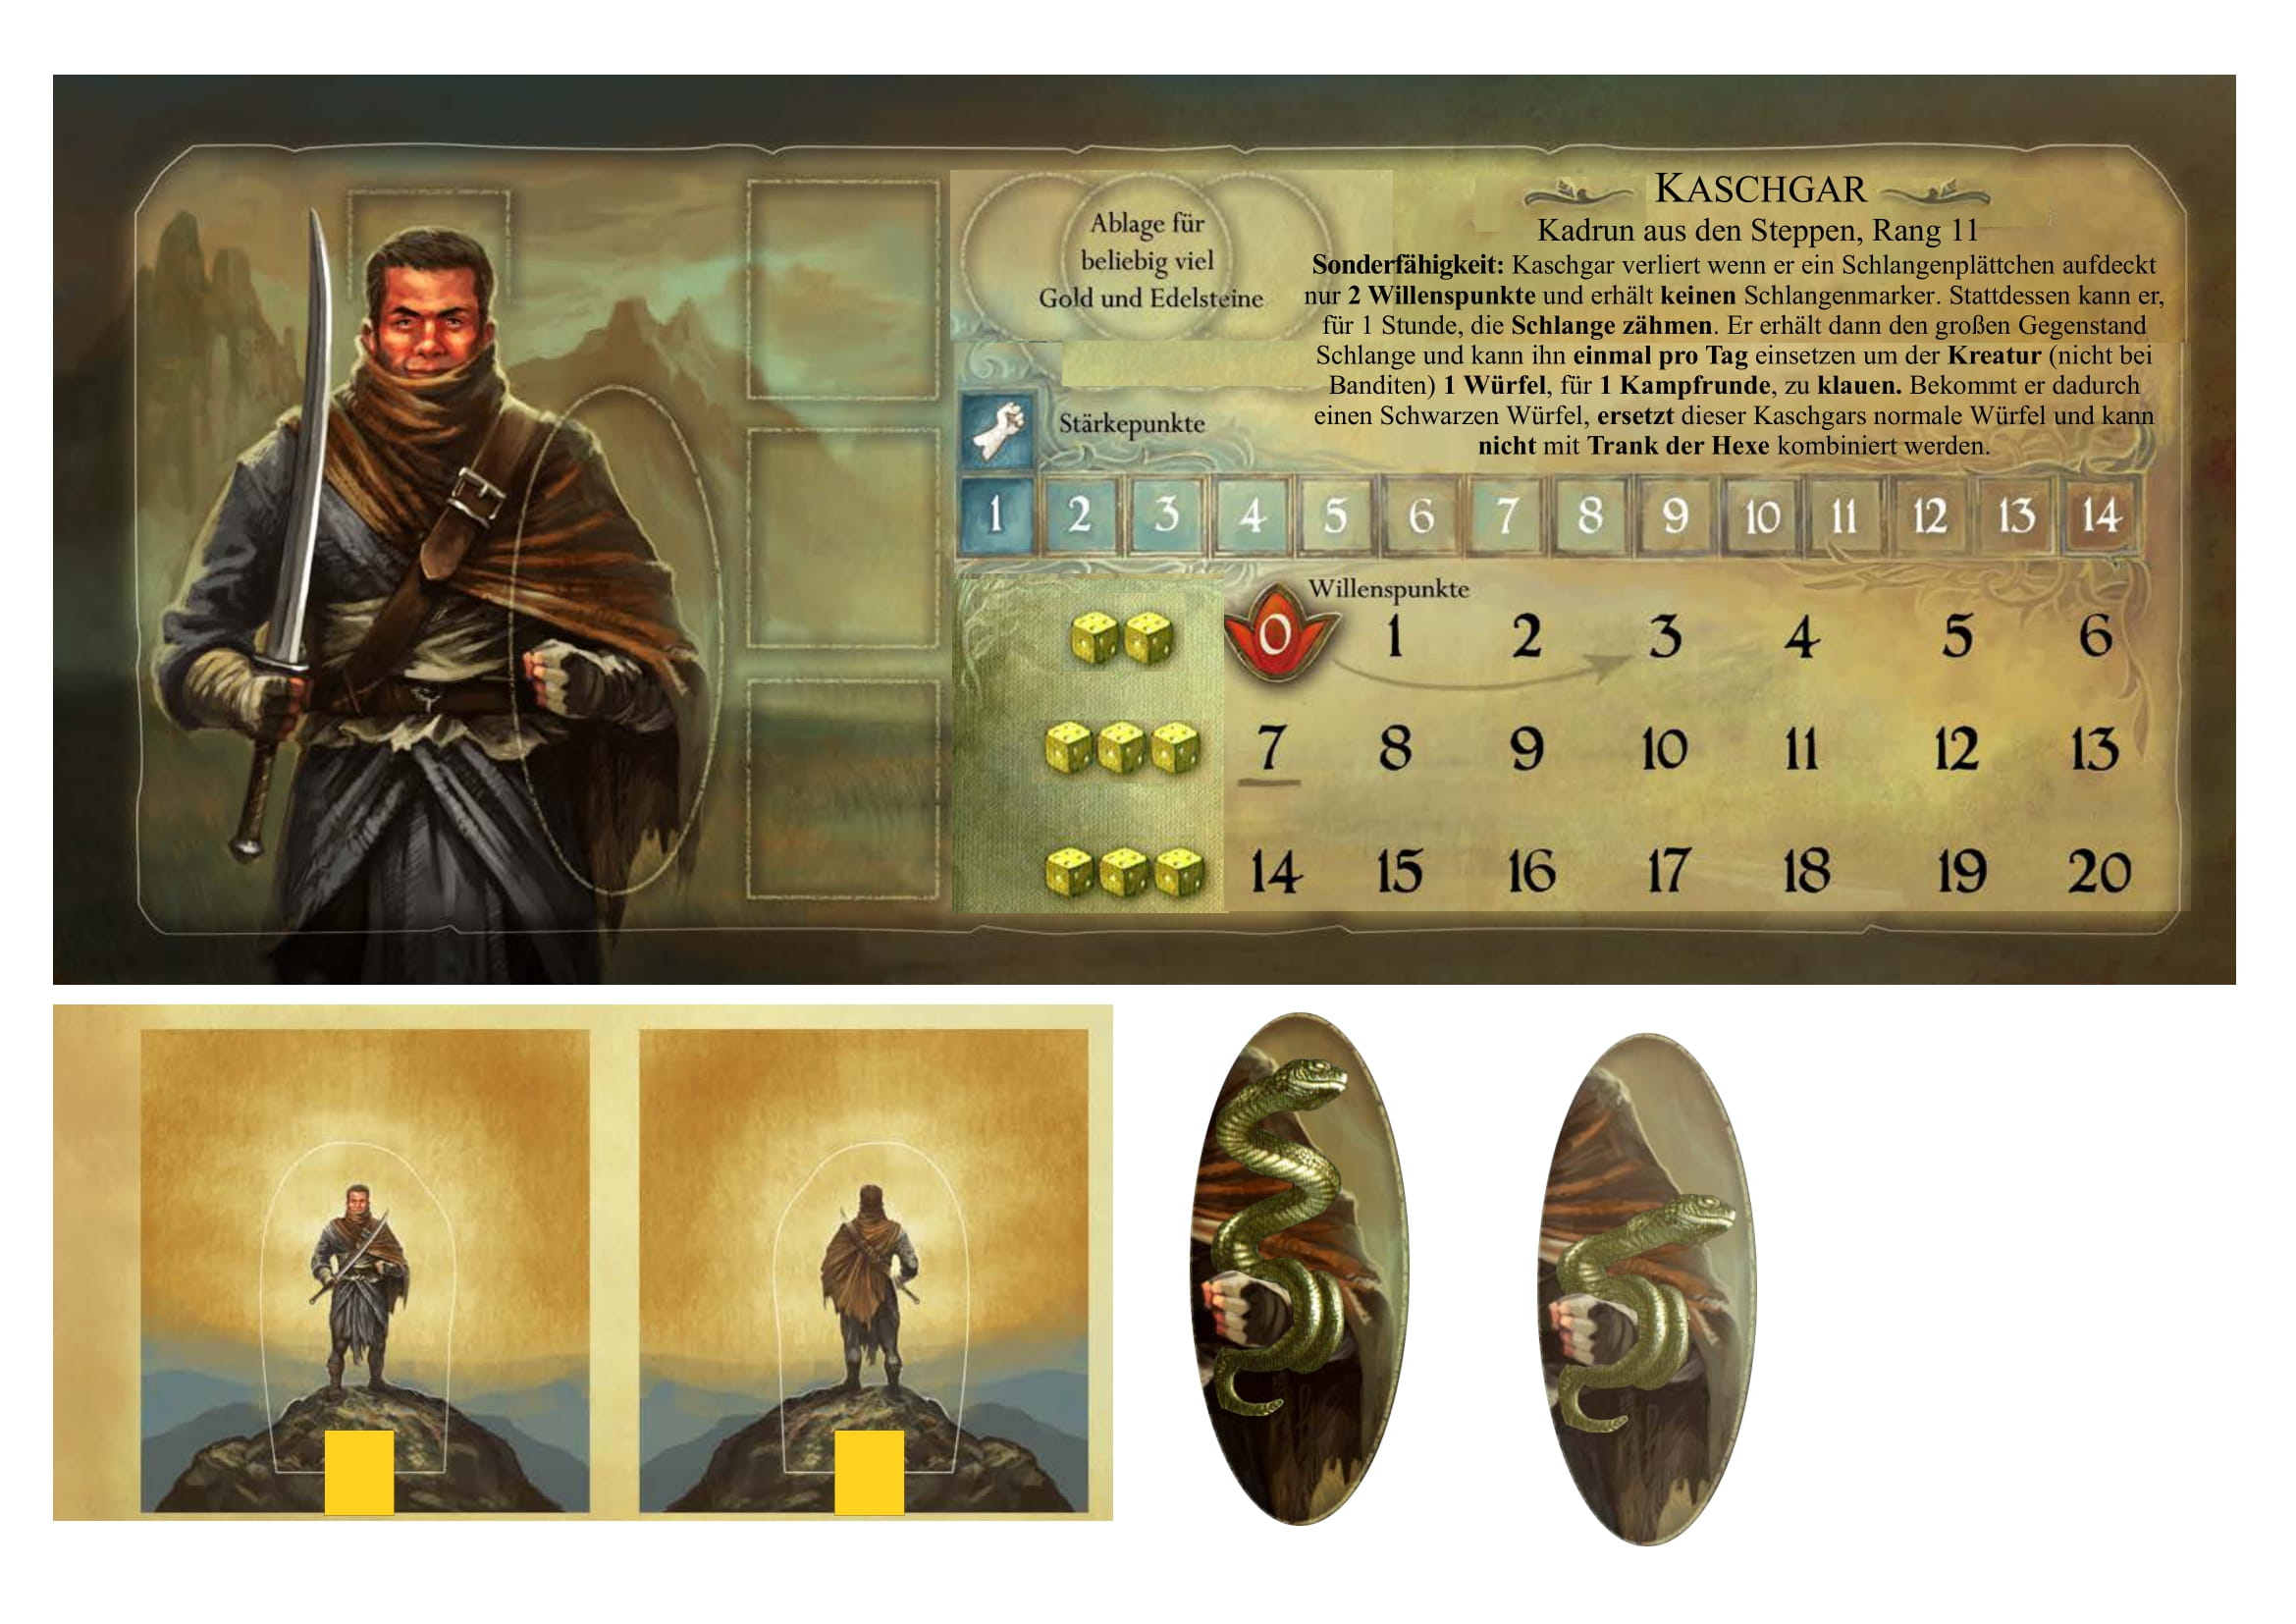 Ablage für
beliebig viel
Gold und Edelsteine
KASCHGAR
Kadrun aus den Steppen, Rang 11
Sonderfähigkeit: Kaschgar verliert wenn er ein Schlangenplättchen aufdeckt
nur 2 Willenspunkte und erhält keinen Schlangenmarker. Stattdessen kann er,
für 1 Stunde, die Schlange zähmen. Er erhält dann den großen Gegenstand
Schlange und kann ihn einmal pro Tag einsetzen um der Kreatur (nicht bei
Banditen) 1 Würfel, für 1 Kampfrunde, zu klauen. Bekommt er dadurch
einen Schwarzen Würfel, ersetzt dieser Kaschgars normale Würfel und kann
nicht mit Trank der Hexe kombiniert werden.
Stärkepunkte
1 2 3 4 5 6 7 8 9 10 11 12 13 14
Willenspunkte
0 1 2 3 4 5 6
7 8 9 10 11 12 13
14 15 16 17 18 19 20